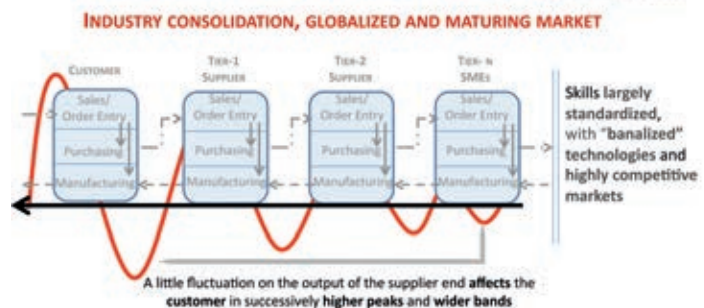 INDUSTRY CONSOLIDATION, GLOBALIZED AND MATURING MARKET
CUSTOMER
Sales/
Order Entry
Purchasing
Manufacturing
TIER-1
SUPPLIER
Sales/
Order Entry
Purchasing
Manufacturing
TIER-2
SUPPLIER
Sales/
Order Entry
Purchasing
Manufacturing
TIER- N
SMES
Sales/
Order Entry
Purchasing
Manufacturing
Skills largely
standardized,
with "banalized"
technologies and
highly competitive
markets
A little fluctuation on the output of the supplier end affects the
customer in successively higher peaks and wider bands